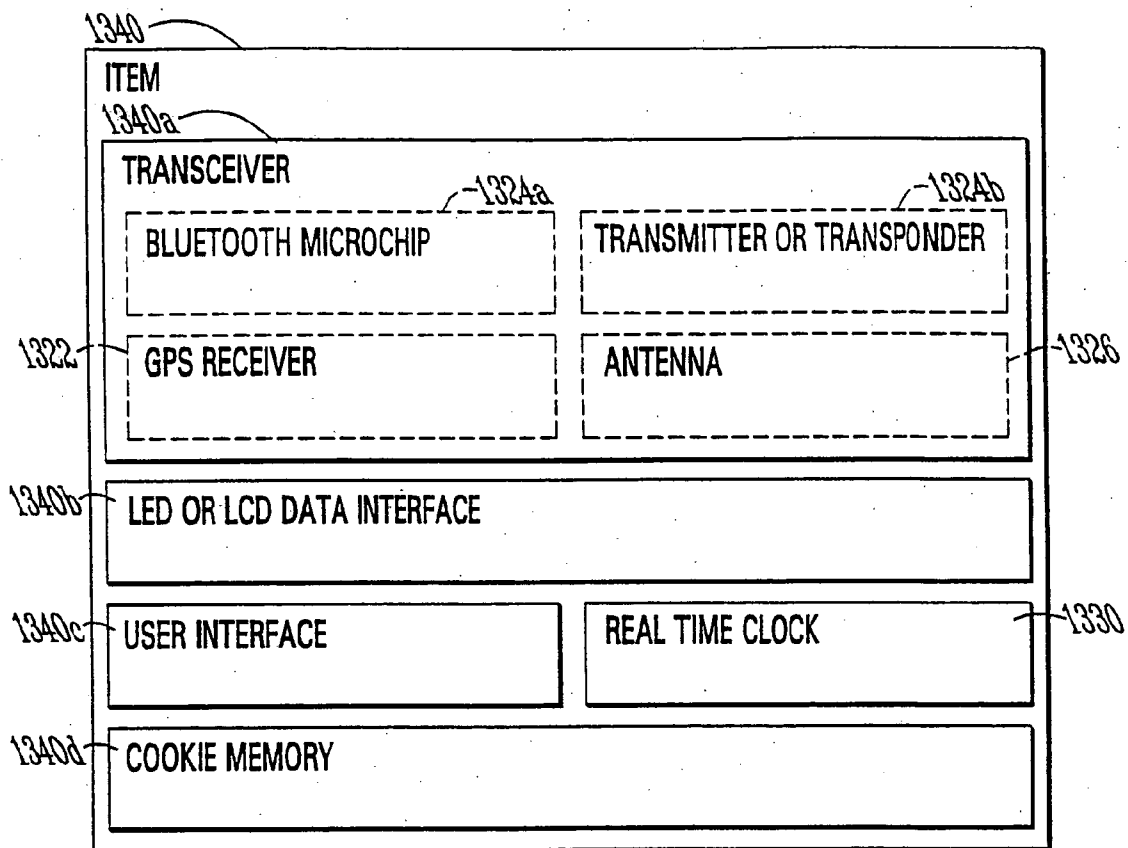 1340
ITEM
1340a
TRANSCEIVER
1324a
1324b
BLUETOOTH MICROCHIP
TRANSMITTER OR TRANSPONDER
1322
GPS RECEIVER
ANTENNA
1326
1340b
LED OR LCD DATA INTERFACE
1340c
USER INTERFACE
REAL TIME CLOCK
1330
1340d
COOKIE MEMORY